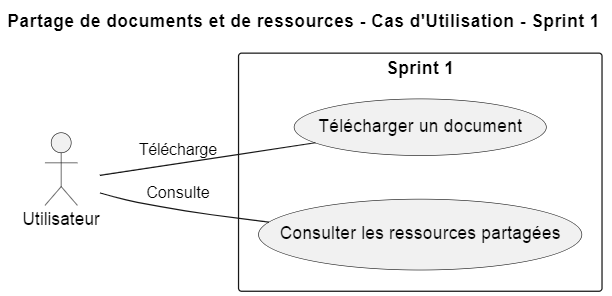 Partage de documents et de ressources - Cas d'Utilisation - Sprint 1
Sprint 1
Télécharger un document
Télécharge
Consulte
Utilisateur
Consulter les ressources partagées